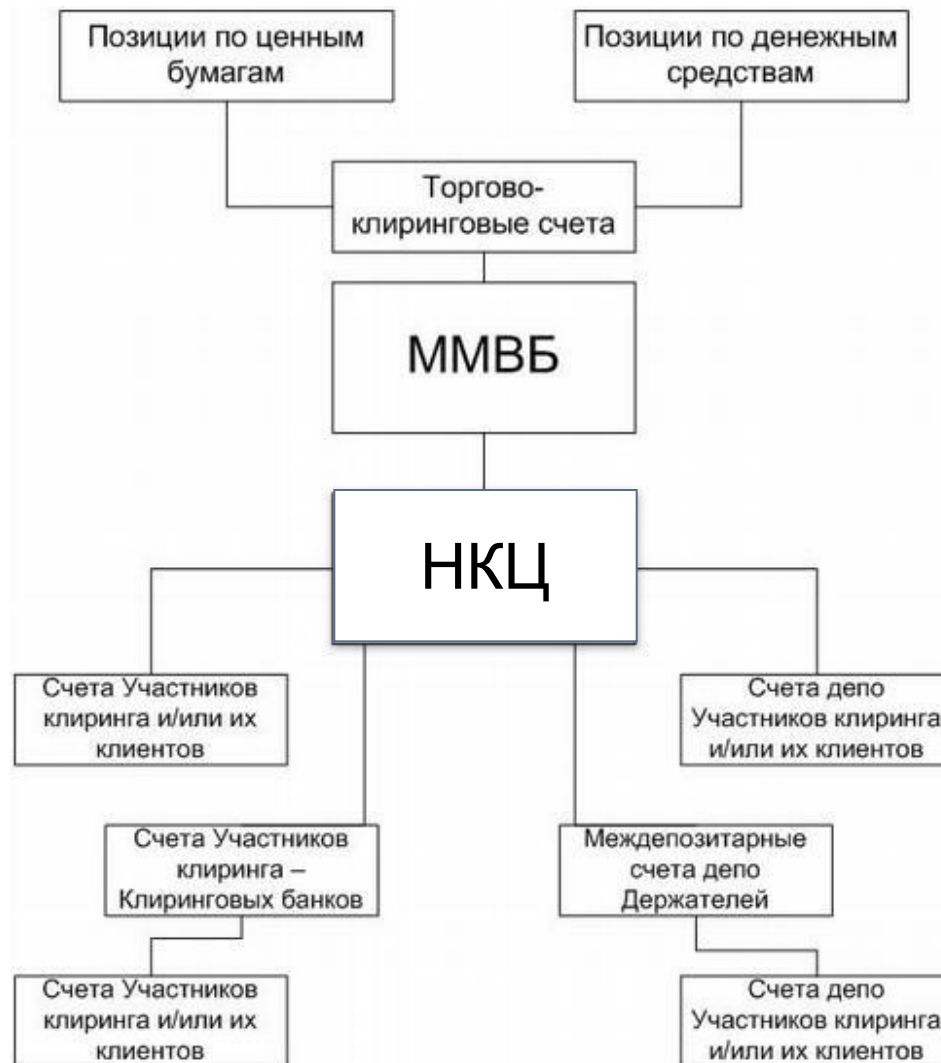 Позиции по ценным
бумагам
Позиции по денежным
средствам
Торгово-
клиринговые счета
ММВБ
НКЦ
Счета Участников
клиринга и/или их
клиентов
Счета депо
Участников клиринга
и/или их клиентов
Счета Участников
клиринга –
Клиринговых банков
Междепозитарные
счета депо
Держателей
Счета Участников
клиринга и/или их
клиентов
Счета депо
Участников клиринга
и/или их клиентов